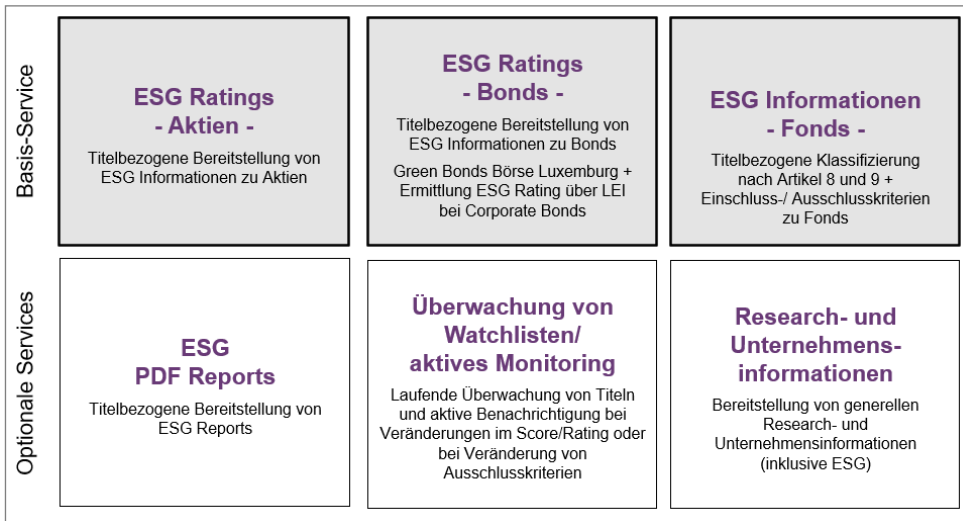 Basis-Service
ESG Ratings
- Aktien -
Titelbezogene Bereitstellung von
ESG Informationen zu Aktien
ESG Ratings
- Bonds -
Titelbezogene Bereitstellung von
ESG Informationen zu Bonds
Green Bonds Börse Luxemburg +
Ermittlung ESG Rating über LEI
bei Corporate Bonds
ESG Informationen
- Fonds -
Titelbezogene Klassifizierung
nach Artikel 8 und 9 +
Einschluss-/ Ausschlusskriterien
zu Fonds
Optionale Services
ESG
PDF Reports
Titelbezogene Bereitstellung von
ESG Reports
Überwachung von
Watchlisten/
aktives Monitoring
Laufende Überwachung von Titeln
und aktive Benachrichtigung bei
Veränderungen im Score/Rating oder
bei Veränderung von
Ausschlusskriterien
Research- und
Unternehmens-
informationen
Bereitstellung von generellen
Research- und
Unternehmensinformationen
(inklusive ESG)